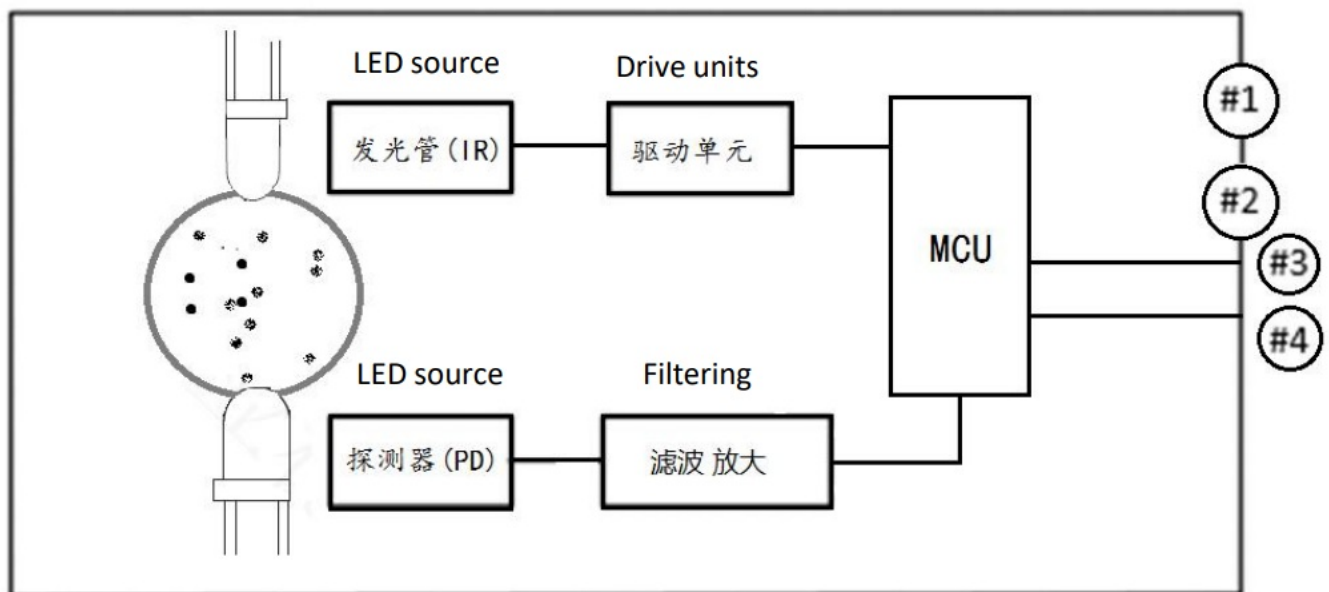 LED source
Drive units
发光管(IR)
驱动单元
MCU
#1
#2
#3
#4
LED source
Filtering
探测器(PD)
滤波 放大